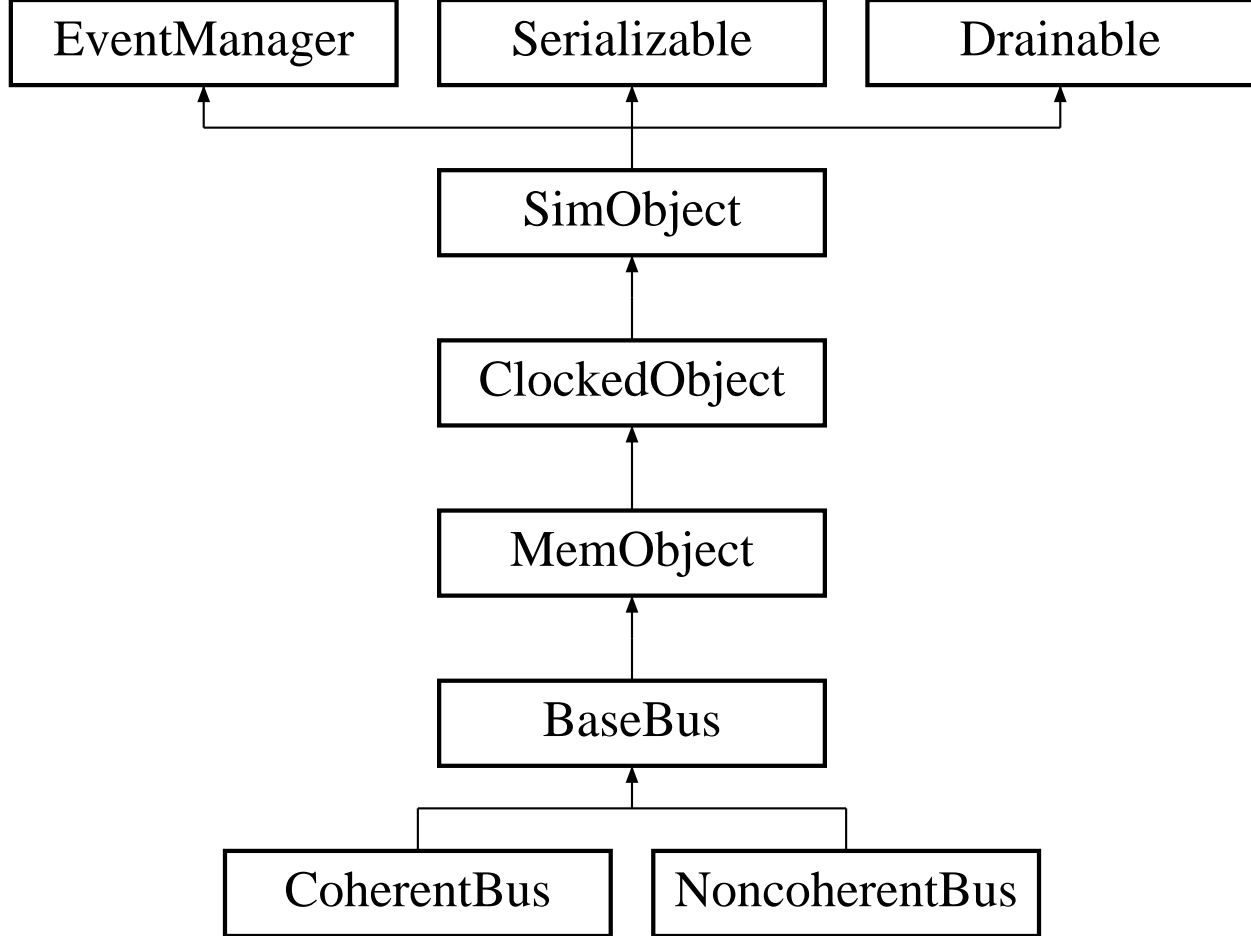 EventManager
Serializable
Drainable
SimObject
ClockedObject
MemObject
BaseBus
CoherentBus
NoncoherentBus